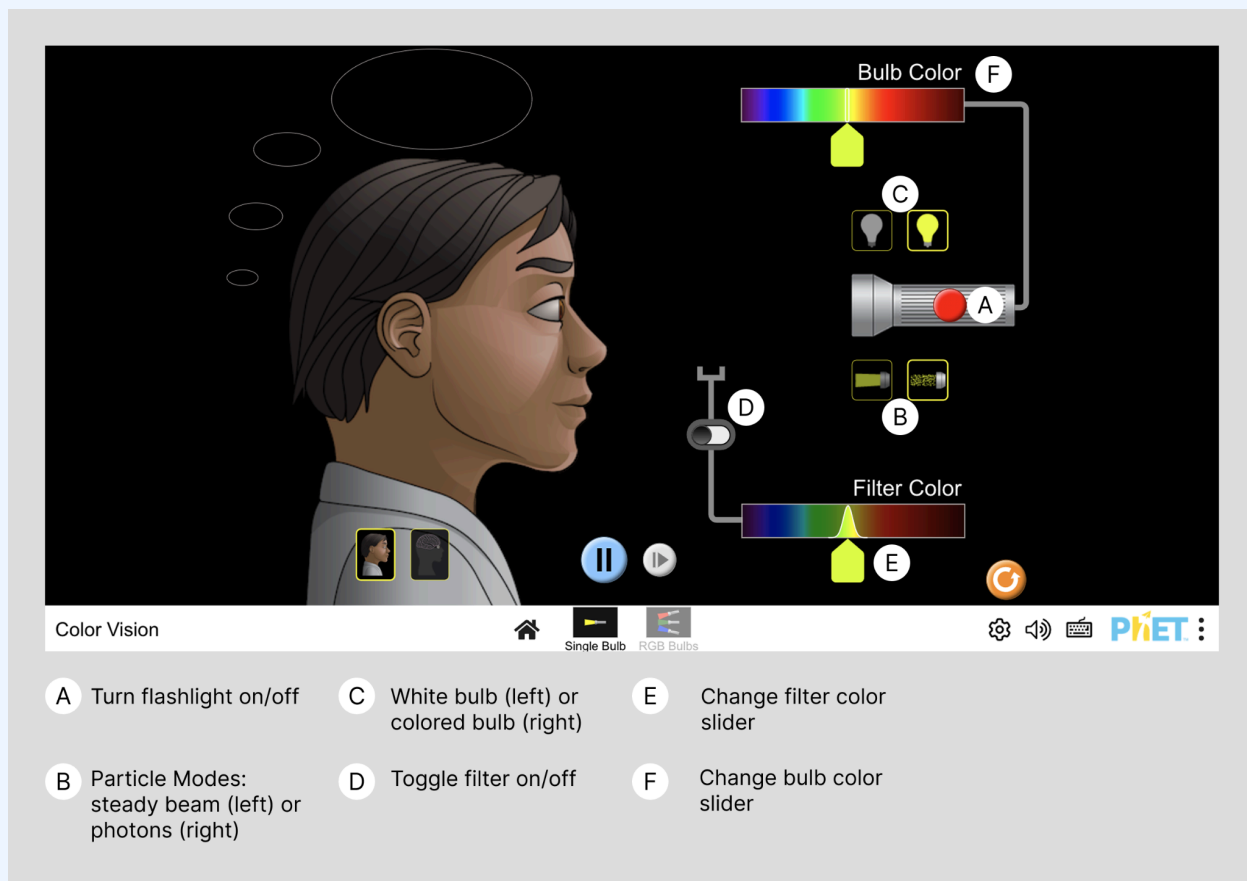 Bulb Color
F
C
A
D
B
Filter Color
E
Color Vision
Single Bulb
RGB Bulbs
PhET
A Turn flashlight on/off
C White bulb (left) or
colored bulb (right)
E Change filter color
slider
B Particle Modes:
steady beam (left) or
photons (right)
D Toggle filter on/off
F Change bulb color
slider